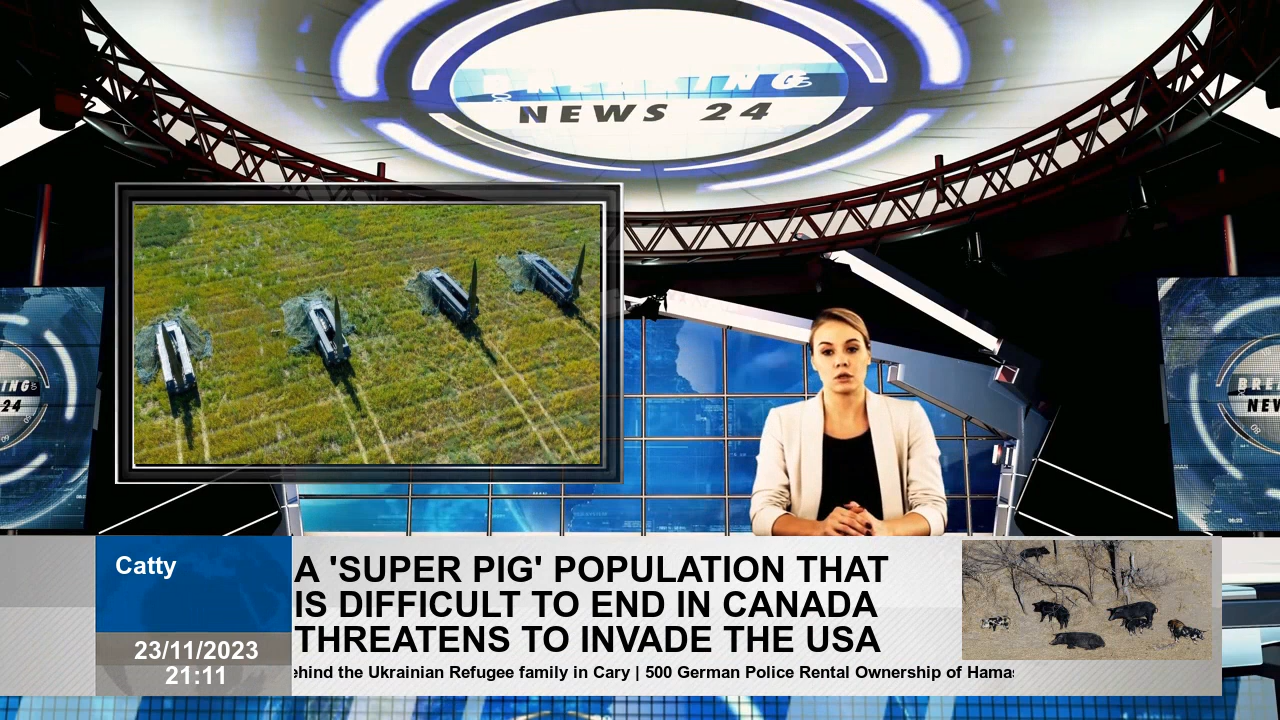 BREAKING
NEWS 24
Catty
A 'SUPER PIG' POPULATION THAT
IS DIFFICULT TO END IN CANADA
THREATENS TO INVADE THE USA
23/11/2023
21:11
ehind the Ukrainian Refugee family in Cary | 500 German Police Rental Ownership of Hamas